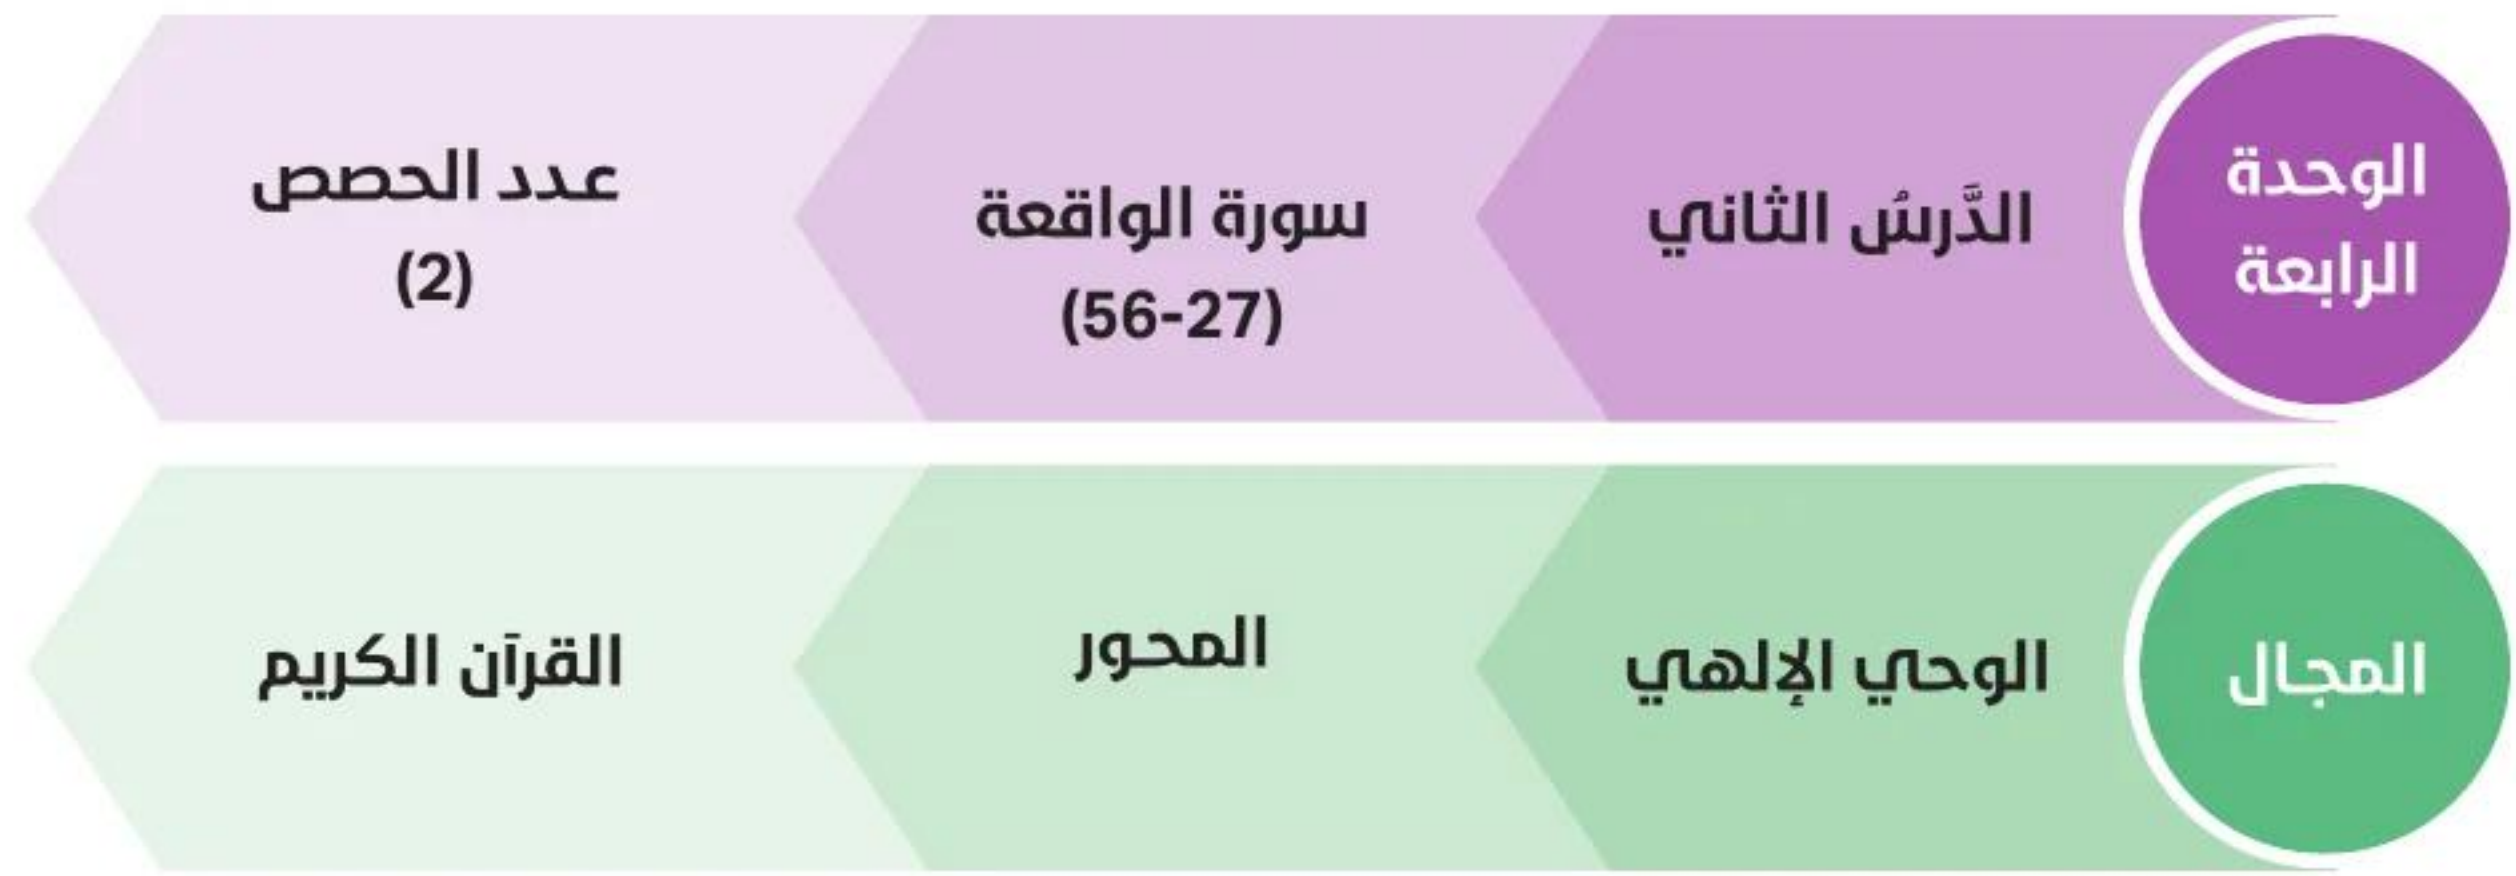 الوحدة
الرابعة
الدَّرسُ الثاني
سورة الواقعة
(27-56)
عدد الحصص
(2)
المجال
الوحي الإلهي
المحور
القرآن الكريم